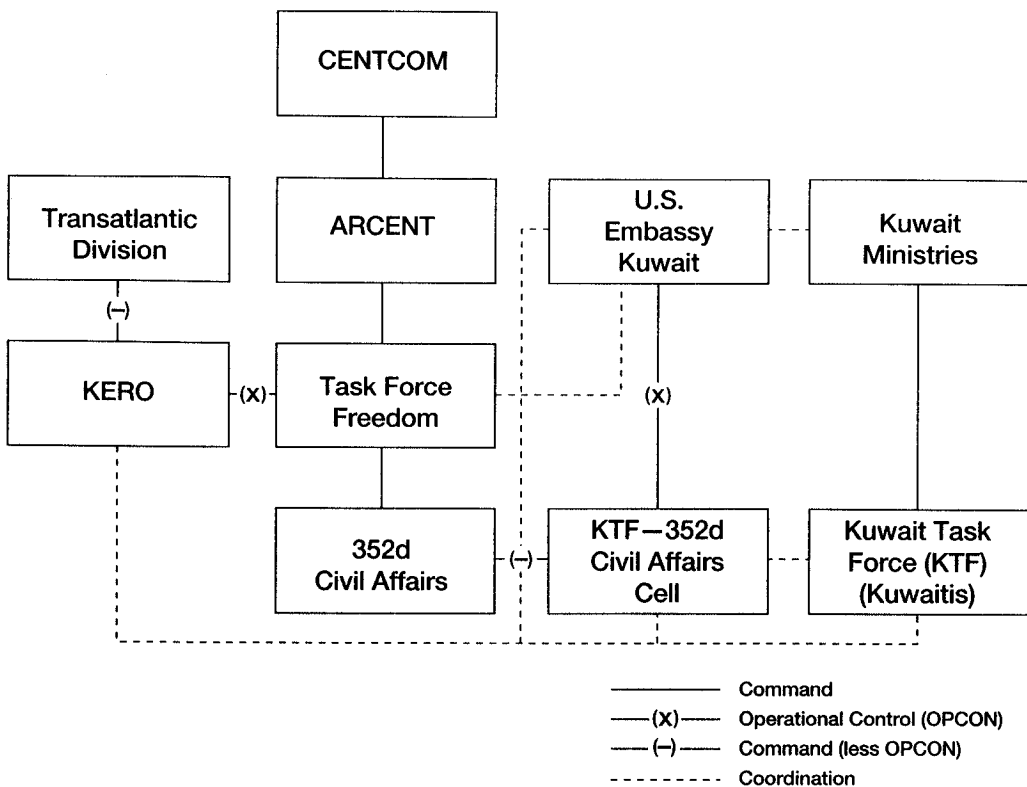 CENTCOM
Transatlantic
Division
ARCENT
U.S.
Embassy
Kuwait
Kuwait
Ministries
(–)
KERO
(x)
Task Force
Freedom
(x)
352d
Civil Affairs
(–)
KTF—352d
Civil Affairs
Cell
Kuwait Task
Force (KTF)
(Kuwaitis)
Command
(x) Operational Control (OPCON)
(–) Command (less OPCON)
Coordination